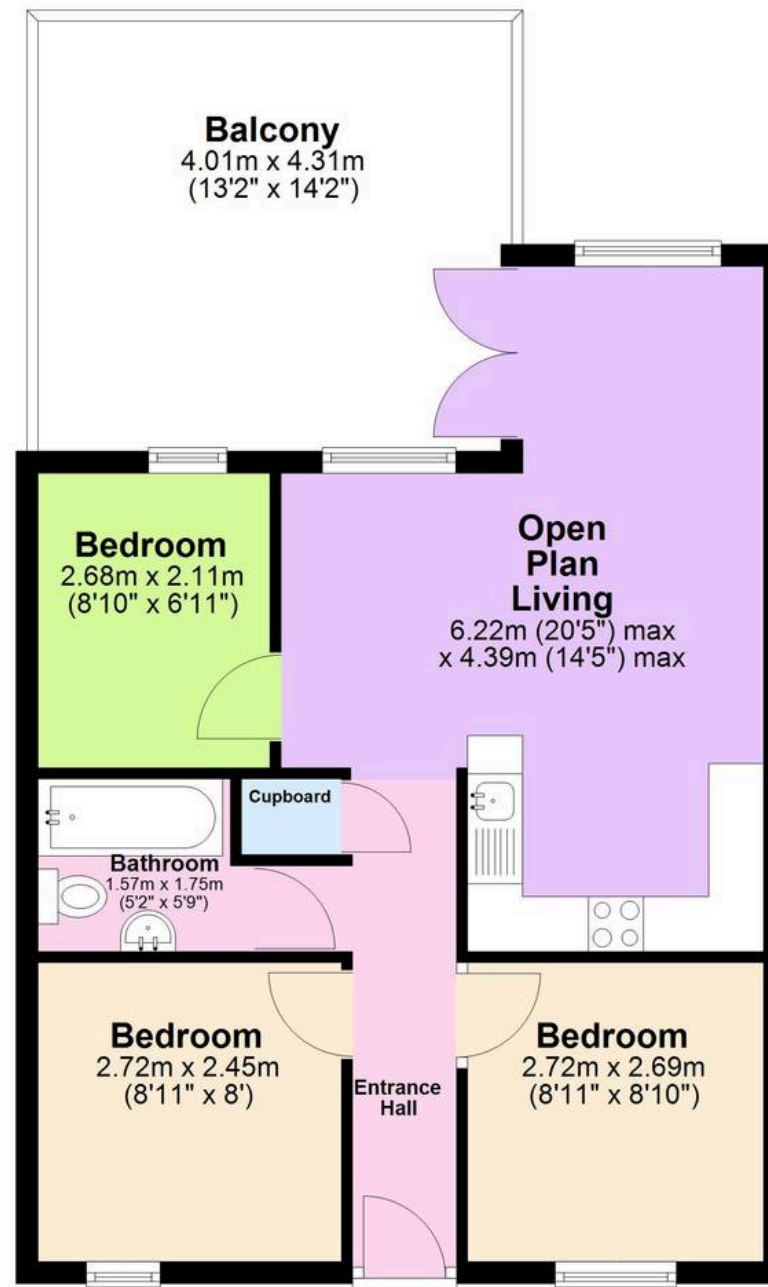 Balcony
4.01m x 4.31m
(13'2" x 14'2")
Bedroom
2.68m x 2.11m
(8'10" x 6'11")
Open
Plan
Living
6.22m (20'5") max
x 4.39m (14'5") max
Cupboard
Bathroom
1.57m x 1.75m
(5'2" x 5'9")
Bedroom
2.72m x 2.45m
(8'11" x 8')
Entrance
Hall
Bedroom
2.72m x 2.69m
(8'11" x 8'10")